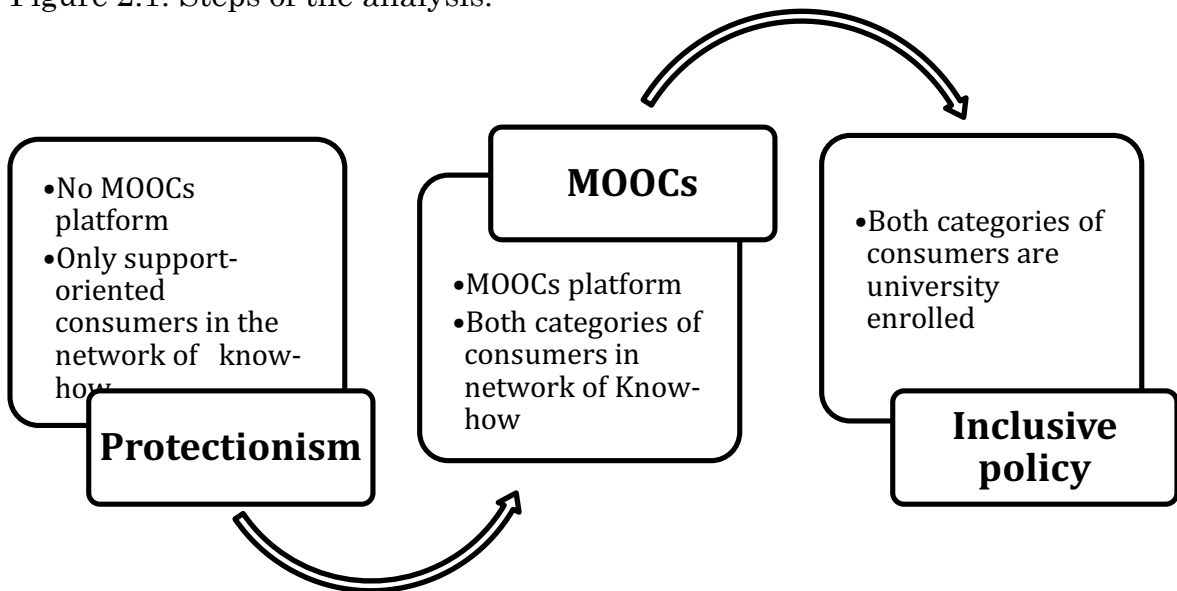 Figure 2.1. Steps of the analysis.
•No MOOCs
platform
•Only support-
oriented
consumers in the
network of know-
how
Protectionism
MOOCs
•MOOCs platform
•Both categories of
consumers in
network of Know-
how
•Both categories of
consumers are
university
enrolled
Inclusive
policy